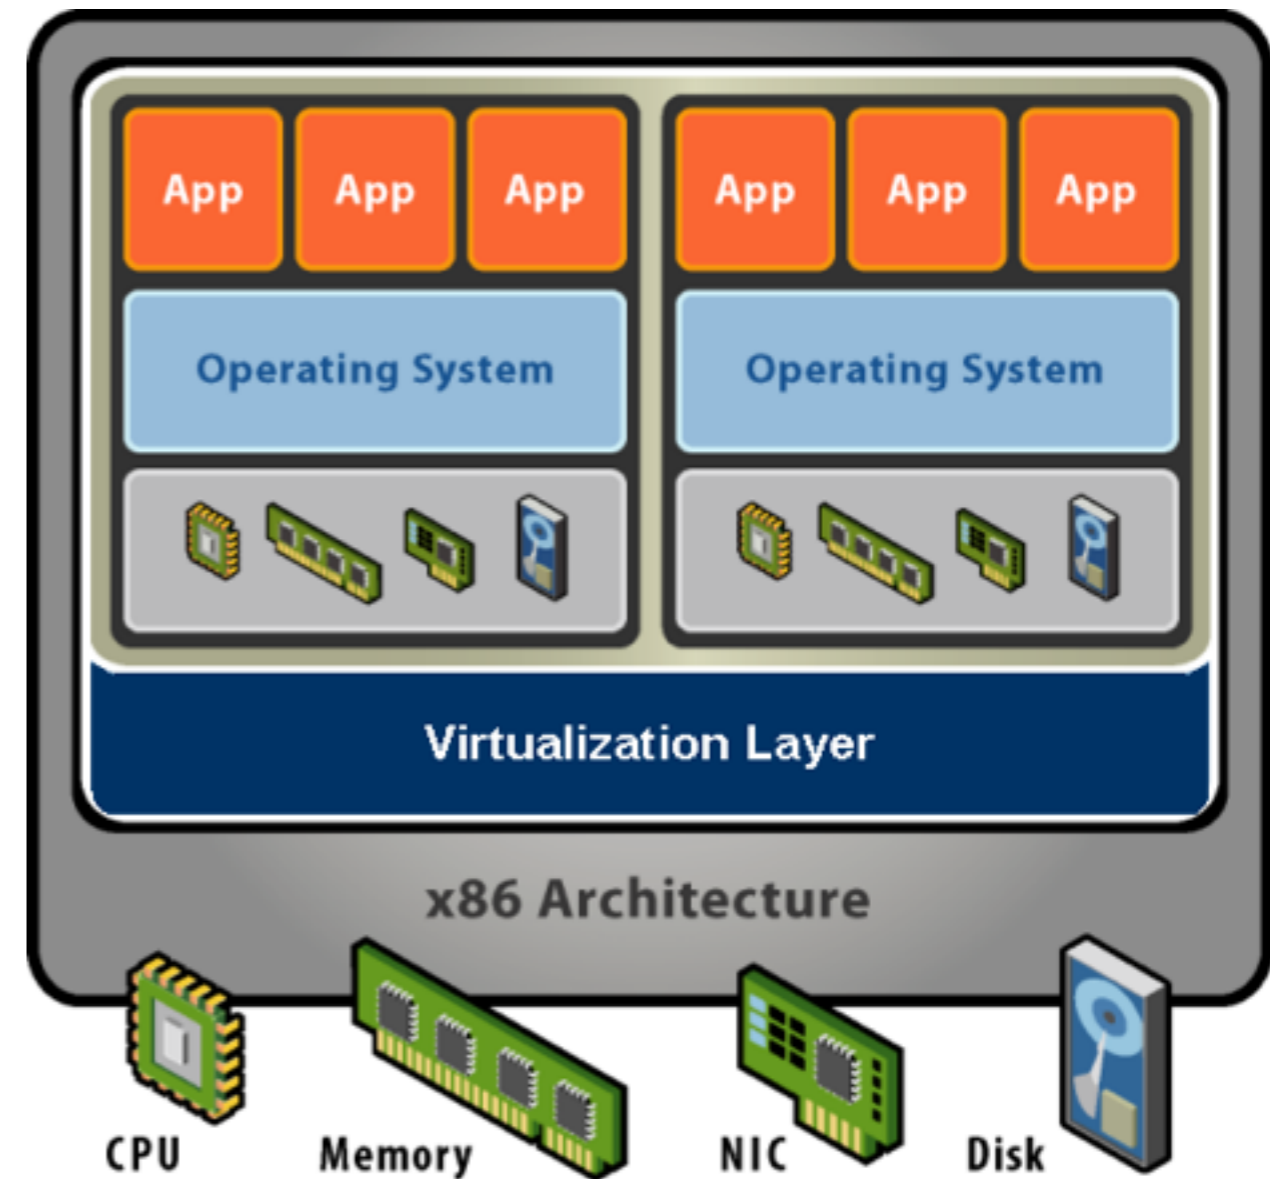 App App App App App App
Operating System Operating System
Virtualization Layer
x86 Architecture
CPU Memory NIC Disk